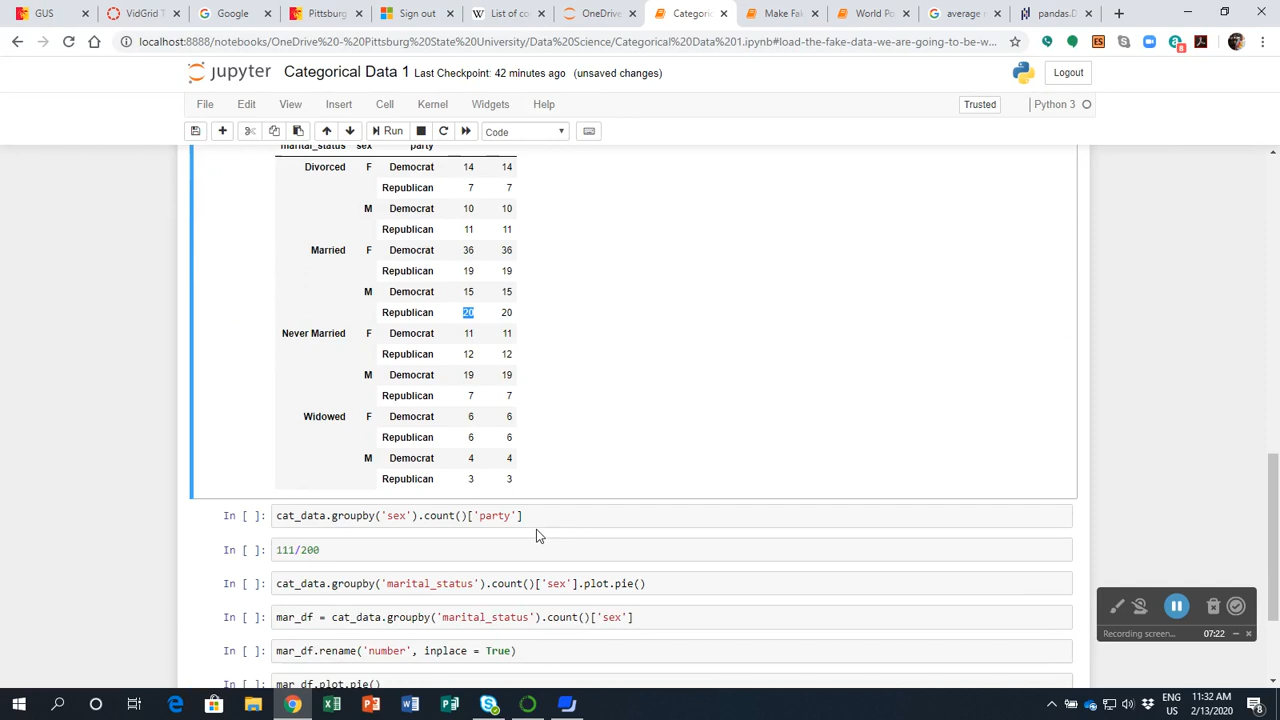 GUS
VidGrid T
Google
Pittsburg
Sign out
List of co
OneDrive
Categoric
Make Fak
World Po
average n
pandas.D
localhost:8888/notebooks/OneDrive%20-%20Pittsburg%20State%20University/Data%20Science/Categorical%20Data%201.ipynb#load-the-fake-data-we-are-going-to-be-w...
jupyter Categorical Data 1 Last Checkpoint: 42 minutes ago (unsaved changes) Logout
File Edit View Insert Cell Kernel Widgets Help Trusted Python 3
Run Code
marital_status sex party
Divorced F Democrat 14 14
Republican 7 7
M Democrat 10 10
Republican 11 11
Married F Democrat 36 36
Republican 19 19
M Democrat 15 15
Republican 20 20
Never Married F Democrat 11 11
Republican 12 12
M Democrat 19 19
Republican 7 7
Widowed F Democrat 6 6
Republican 6 6
M Democrat 4 4
Republican 3 3
In [ ]: cat_data.groupby('sex').count()['party']
In [ ]: 111/200
In [ ]: cat_data.groupby('marital_status').count()['sex'].plot.pie()
In [ ]: mar_df = cat_data.groupby('marital_status').count()['sex']
In [ ]: mar_df.rename('number', inplace = True)
In [ ]: mar_df.plot.pie()
Recording screen... 07:22
ENG
US
11:32 AM
2/13/2020